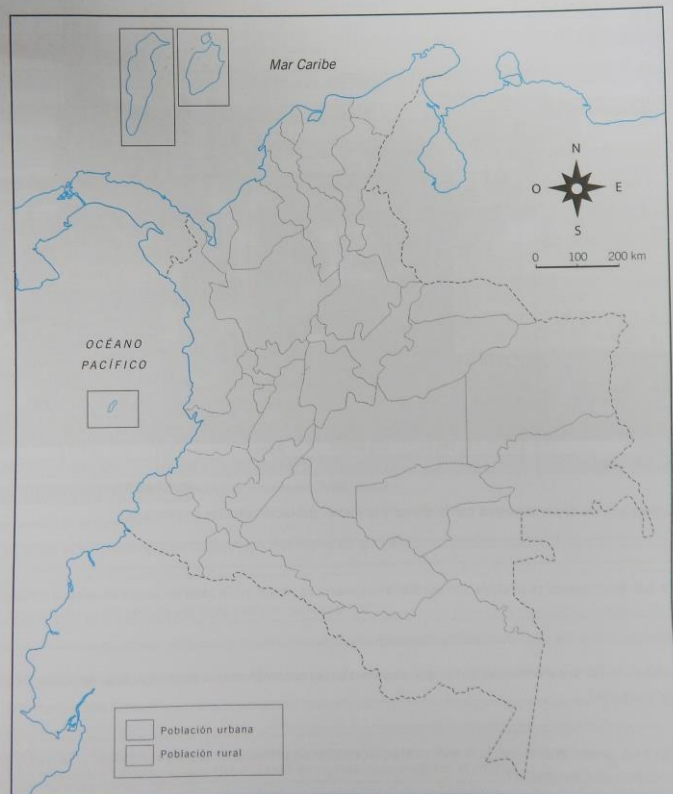 Mar Caribe
N
O
E
S
0 100 200 km
OCÉANO
PACÍFICO
Población urbana
Población rural